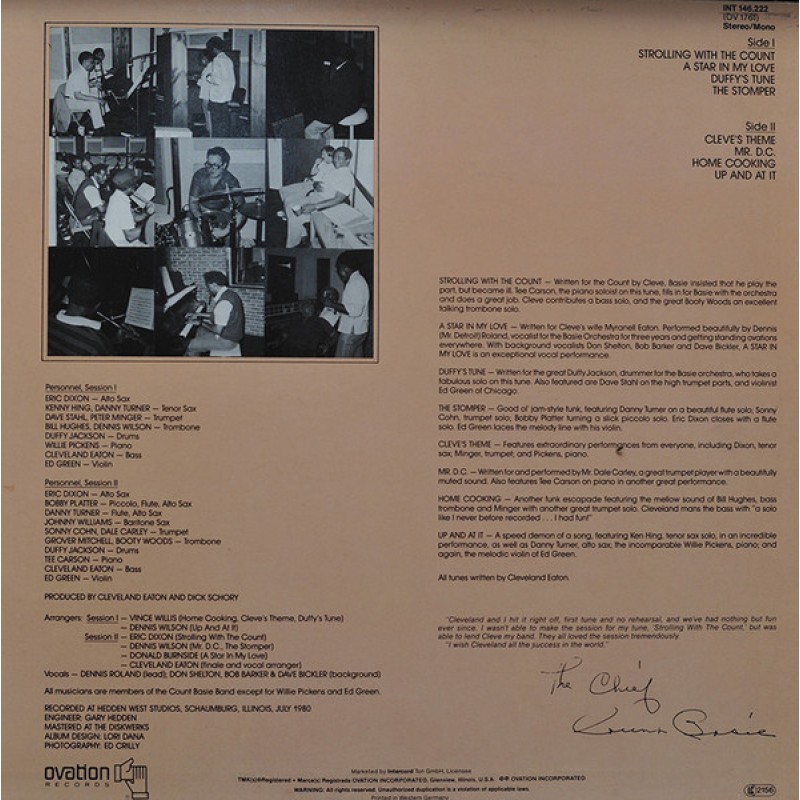 INT 146.222
(OV 1761)
Stereo/Mono
Side I
STROLLING WITH THE COUNT
A STAR IN MY LOVE
DUFFY'S TUNE
THE STOMPER
Side II
CLEVE'S THEME
MR. D.C.
HOME COOKING
UP AND AT IT
STROLLING WITH THE COUNT — Written for the Count by Cleve, Basie insisted that he play the
part, but became ill. Tee Carson, the piano soloist on this tune, fills in for Basie with the orchestra
and does a great job. Cleve contributes a bass solo, and the great Booty Woods an excellent
talking trombone solo.
A STAR IN MY LOVE — Written for Cleve's wife Myranell Eaton. Performed beautifully by Dennis
(Mr. Detroit) Roland, vocalist for the Basie Orchestra for three years and getting standing ovations
everywhere. With background vocalists Don Shelton, Bob Barker and Dave Bickler, A STAR IN
MY LOVE is an exceptional vocal performance.
DUFFY'S TUNE — Written for the great Duffy Jackson, drummer for the Basie orchestra, who takes a
fabulous solo on this tune. Also featured are Dave Stahl on the high trumpet parts, and violinist
Ed Green of Chicago.
THE STOMPER — Good ol' jam-style funk, featuring Danny Turner on a beautiful flute solo; Sonny
Cohn, trumpet solo; Bobby Platter turning a slick piccolo solo. Eric Dixon closes with a flute
solo. Ed Green laces the melody line with his violin.
CLEVE'S THEME — Features extraordinary performances from everyone, including Dixon, tenor
sax; Minger, trumpet; and Pickens, piano.
MR. D.C. — Written for and performed by Mr. Dale Carley, a great trumpet player with a beautifully
muted sound. Also features Tee Carson on piano in another great performance.
HOME COOKING — Another funk escapade featuring the mellow sound of Bill Hughes, bass
trombone and Minger with another great trumpet solo. Cleveland mans the bass with "a solo
like I never before recorded . . . I had fun!"
UP AND AT IT — A speed demon of a song, featuring Ken Hing, tenor sax solo, in an incredible
performance, as well as Danny Turner, alto sax; the incomparable Willie Pickens, piano; and
again, the melodic violin of Ed Green.
All tunes written by Cleveland Eaton.
"Cleveland and I hit it right off, first tune and no rehearsal, and we've had nothing but fun
ever since. I wasn't able to make the session for my tune, 'Strolling With The Count,' but was
able to lend Cleve my band. They all loved the session tremendously.
"I wish Cleveland all the success in the world."
The Chief
Count Basie
Personnel, Session I
ERIC DIXON — Alto Sax
KENNY HING, DANNY TURNER — Tenor Sax
DAVE STAHL, PETER MINGER — Trumpet
BILL HUGHES, DENNIS WILSON — Trombone
DUFFY JACKSON — Drums
WILLIE PICKENS — Piano
CLEVELAND EATON — Bass
ED GREEN — Violin
Personnel, Session II
ERIC DIXON — Alto Sax
BOBBY PLATTER — Piccolo, Flute, Alto Sax
DANNY TURNER — Flute, Alto Sax
JOHNNY WILLIAMS — Baritone Sax
SONNY COHN, DALE CARLEY — Trumpet
GROVER MITCHELL, BOOTY WOODS — Trombone
DUFFY JACKSON — Drums
TEE CARSON — Piano
CLEVELAND EATON — Bass
ED GREEN — Violin
PRODUCED BY CLEVELAND EATON AND DICK SCHORY
Arrangers: Session I — VINCE WILLIS (Home Cooking, Cleve's Theme, Duffy's Tune)
— DENNIS WILSON (Up And At It)
Session II — ERIC DIXON (Strolling With The Count)
— DENNIS WILSON (Mr. D.C., The Stomper)
— DONALD BURNSIDE (A Star In My Love)
— CLEVELAND EATON (finale and vocal arranger)
Vocals — DENNIS ROLAND (lead); DON SHELTON, BOB BARKER & DAVE BICKLER (background)
All musicians are members of the Count Basie Band except for Willie Pickens and Ed Green.
RECORDED AT HEDDEN WEST STUDIOS, SCHAUMBURG, ILLINOIS, JULY 1980
ENGINEER: GARY HEDDEN
MASTERED AT THE DISKWERKS
ALBUM DESIGN: LORI DANA
PHOTOGRAPHY: ED CRILLY
ovation
RECORDS
Marketed by Intercord Ton GmbH, Licensee
TMK(s)®Registered • Marca(s) Registrada OVATION INCORPORATED, Glenview, Illinois, U.S.A. ©℗ OVATION INCORPORATED
WARNING: All rights reserved. Unauthorized duplication is a violation of applicable laws.
Printed in Western Germany
2156